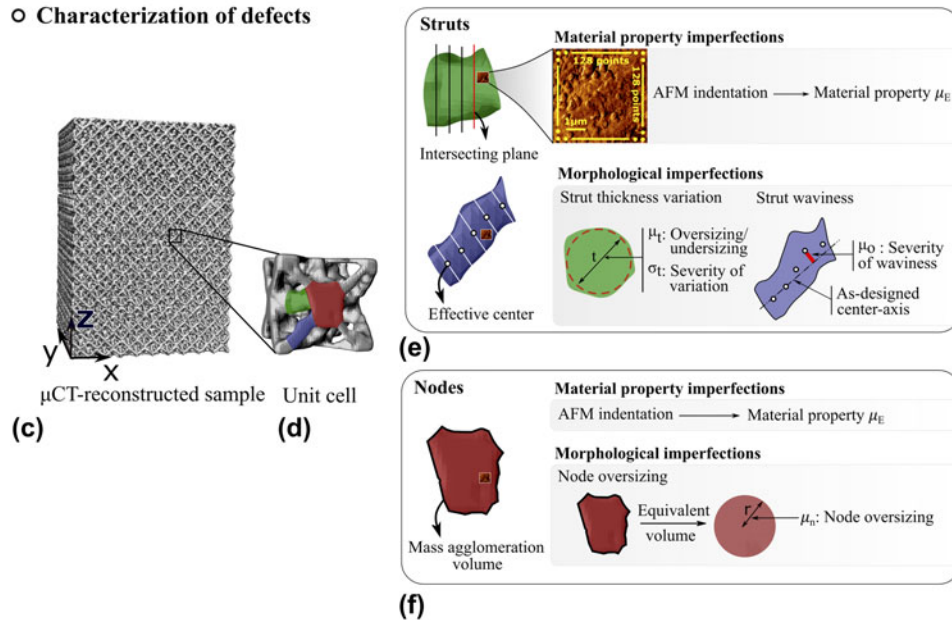 Characterization of defects
z
y
x
μCT-reconstructed sample
(c)
Unit cell
(d)
Struts
Intersecting plane
Effective center
Material property imperfections
128 points
128 points
1μm
AFM indentation
Material property μE
Morphological imperfections
Strut thickness variation
t
μt: Oversizing/
undersizing
σt: Severity of
variation
Strut waviness
μo : Severity
of waviness
As-designed
center-axis
(e)
Nodes
Mass agglomeration
volume
Material property imperfections
AFM indentation
Material property μE
Morphological imperfections
Node oversizing
Equivalent
volume
r
μn: Node oversizing
(f)